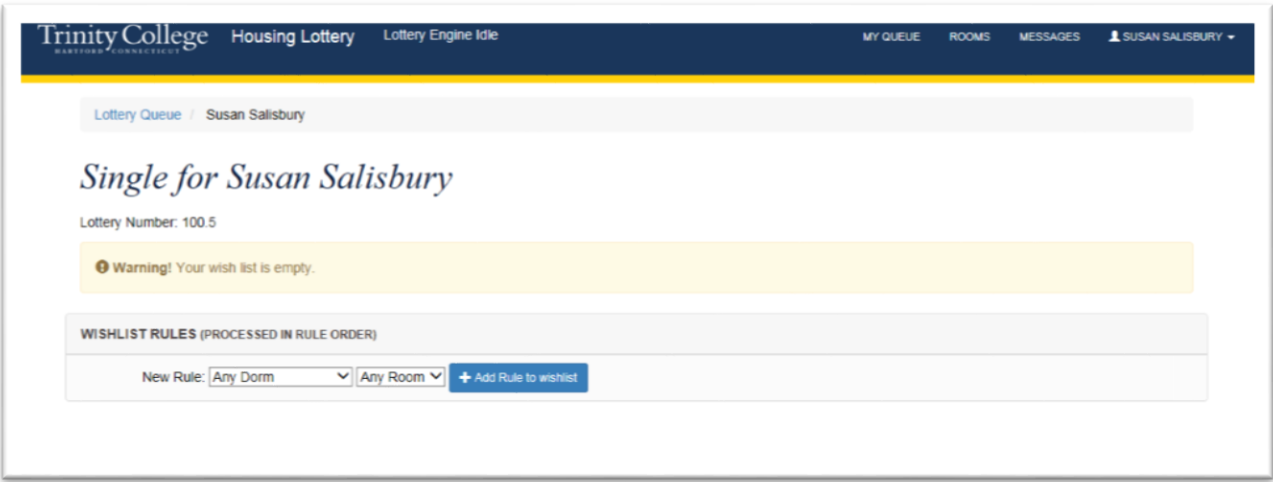 Trinity College Housing Lottery Lottery Engine Idle MY QUEUE ROOMS MESSAGES SUSAN SALISBURY
HARTFORD CONNECTICUT
Lottery Queue / Susan Salisbury
Single for Susan Salisbury
Lottery Number: 100.5
Warning! Your wish list is empty.
WISHLIST RULES (PROCESSED IN RULE ORDER)
New Rule: Any Dorm Any Room + Add Rule to wishlist